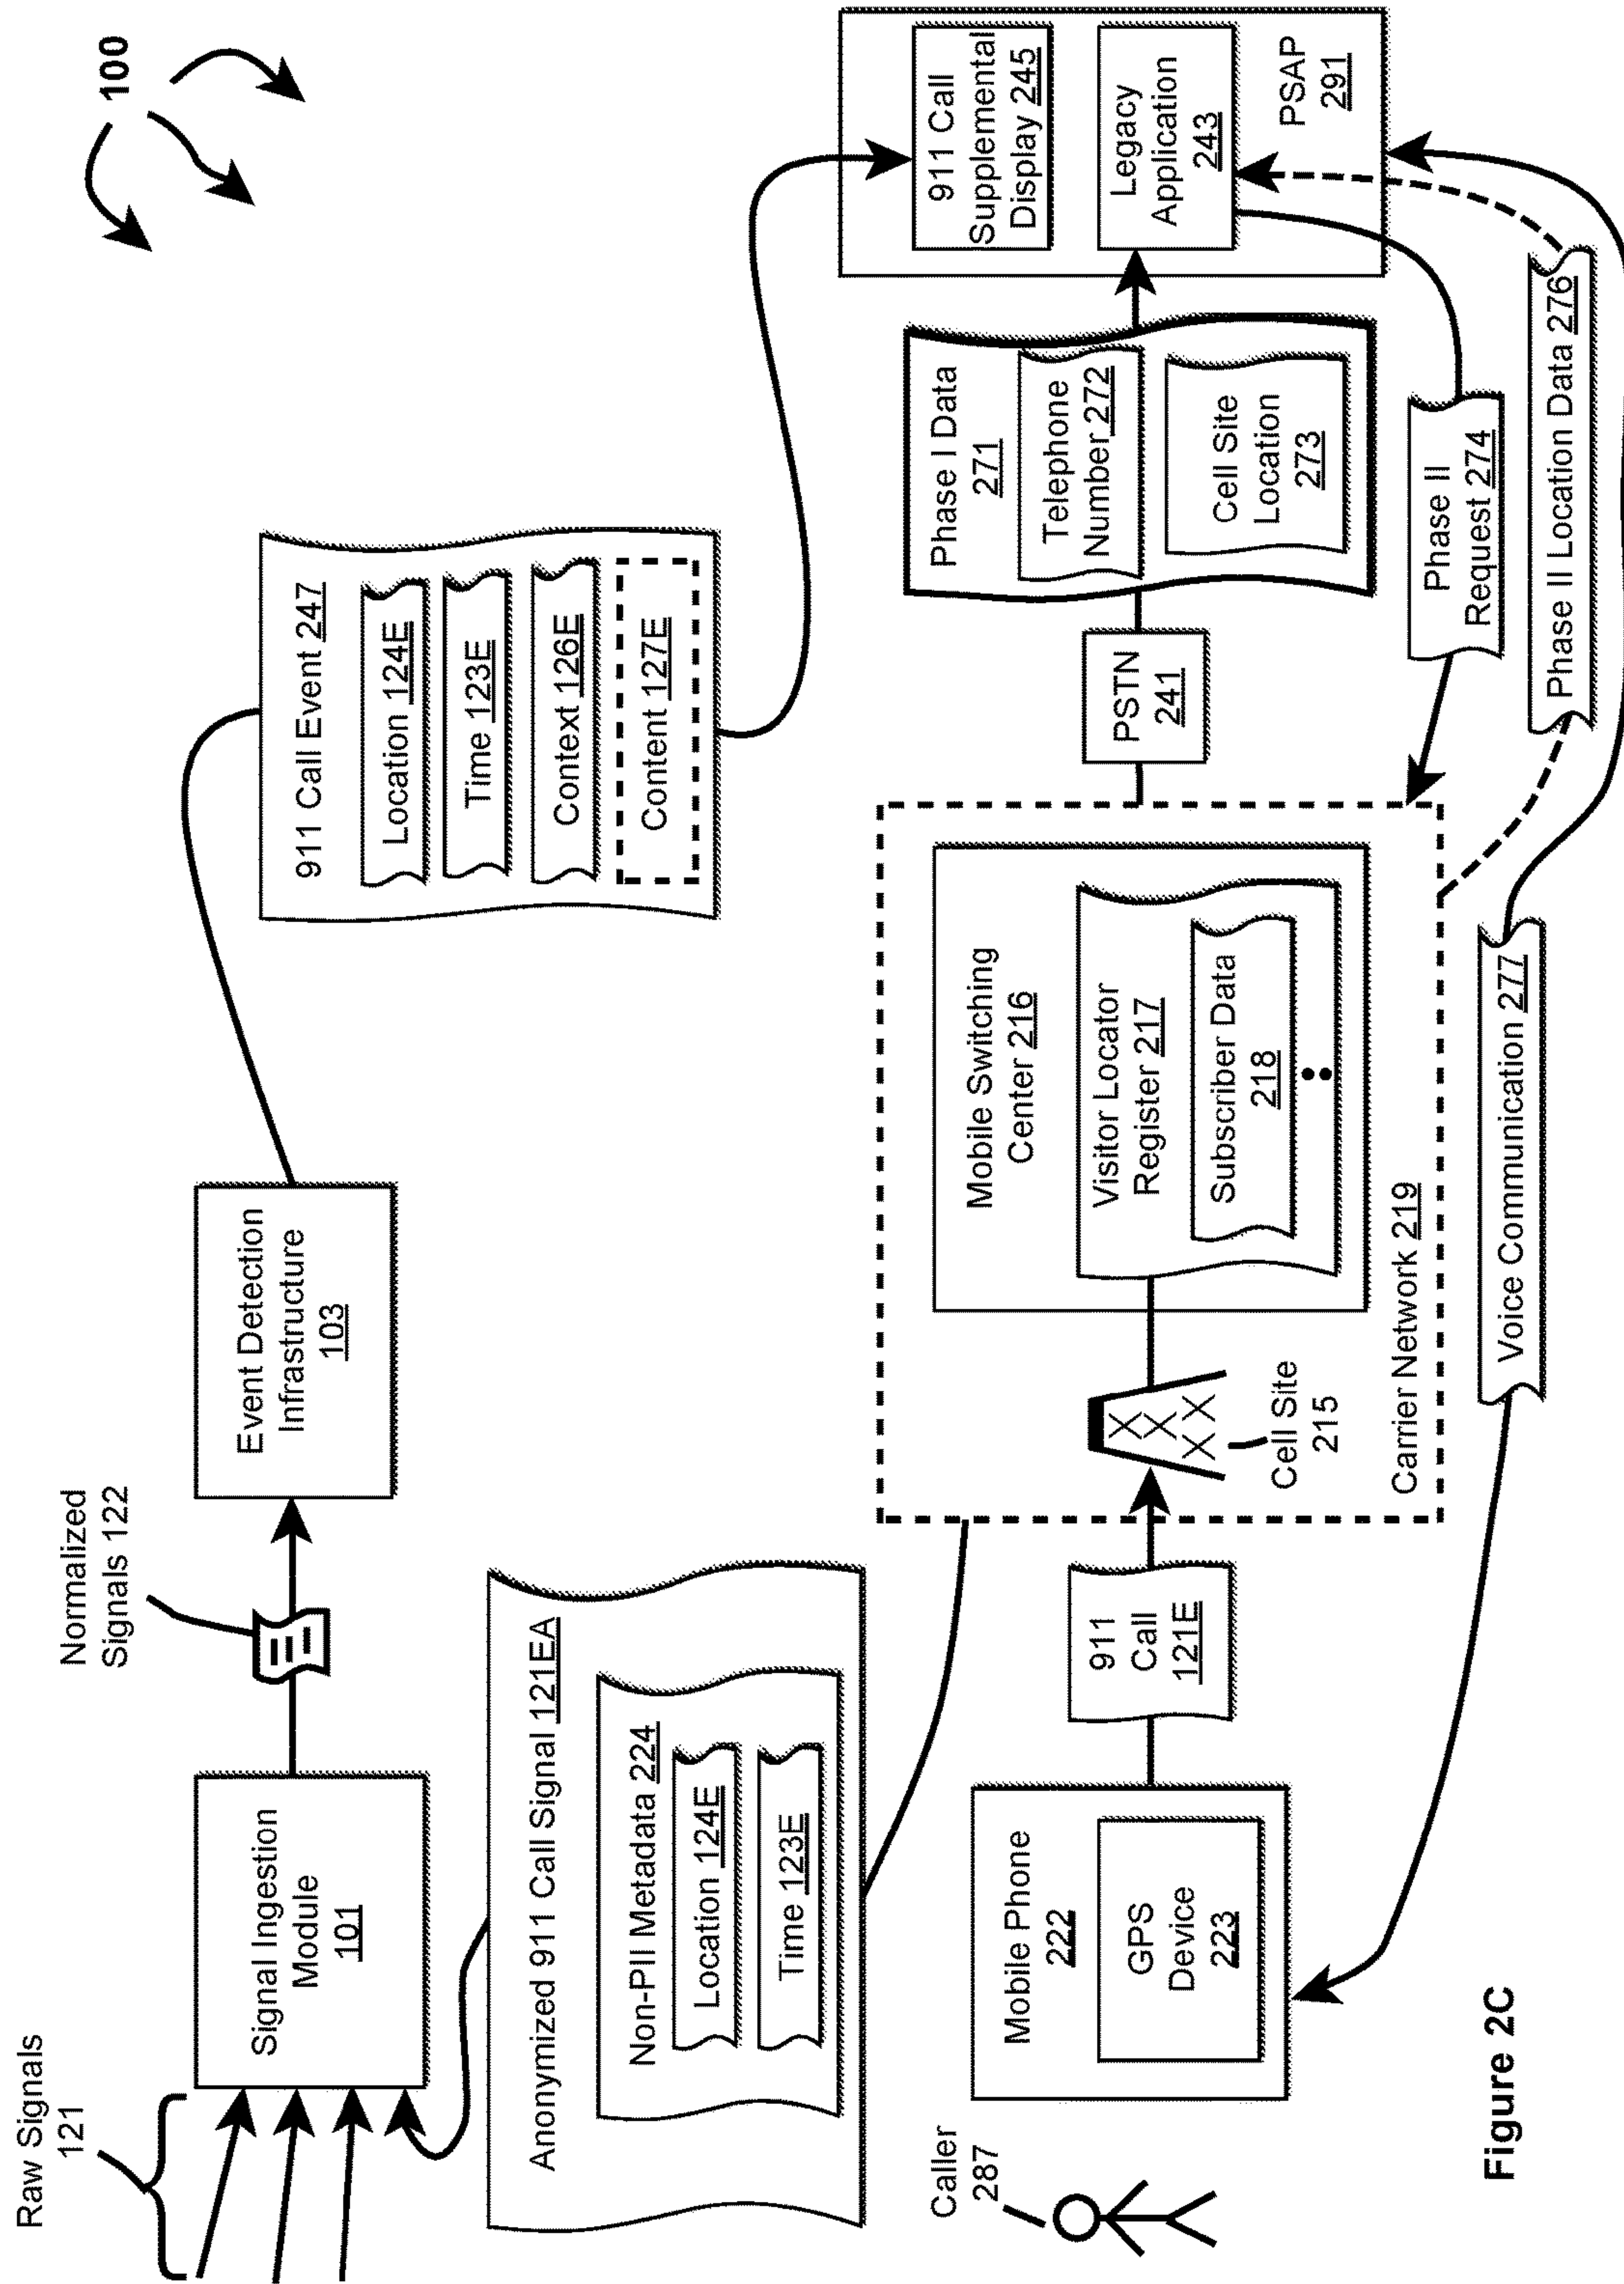 100
Raw Signals
121
Signal Ingestion
Module
101
Normalized
Signals 122
Event Detection
Infrastructure
103
911 Call Event 247
Location 124E
Time 123E
Context 126E
Content 127E
Anonymized 911 Call Signal 121EA
Non-PII Metadata 224
Location 124E
Time 123E
911 Call
Supplemental
Display 245
Legacy
Application
243
PSAP
291
Caller
287
Mobile Phone
222
GPS
Device
223
911
Call
121E
Cell Site
215
Mobile Switching
Center 216
Visitor Locator
Register 217
Subscriber Data
218
Carrier Network 219
PSTN
241
Phase I Data
271
Telephone
Number 272
Cell Site
Location
273
Phase II
Request 274
Phase II Location Data 276
Voice Communication 277
Figure 2C